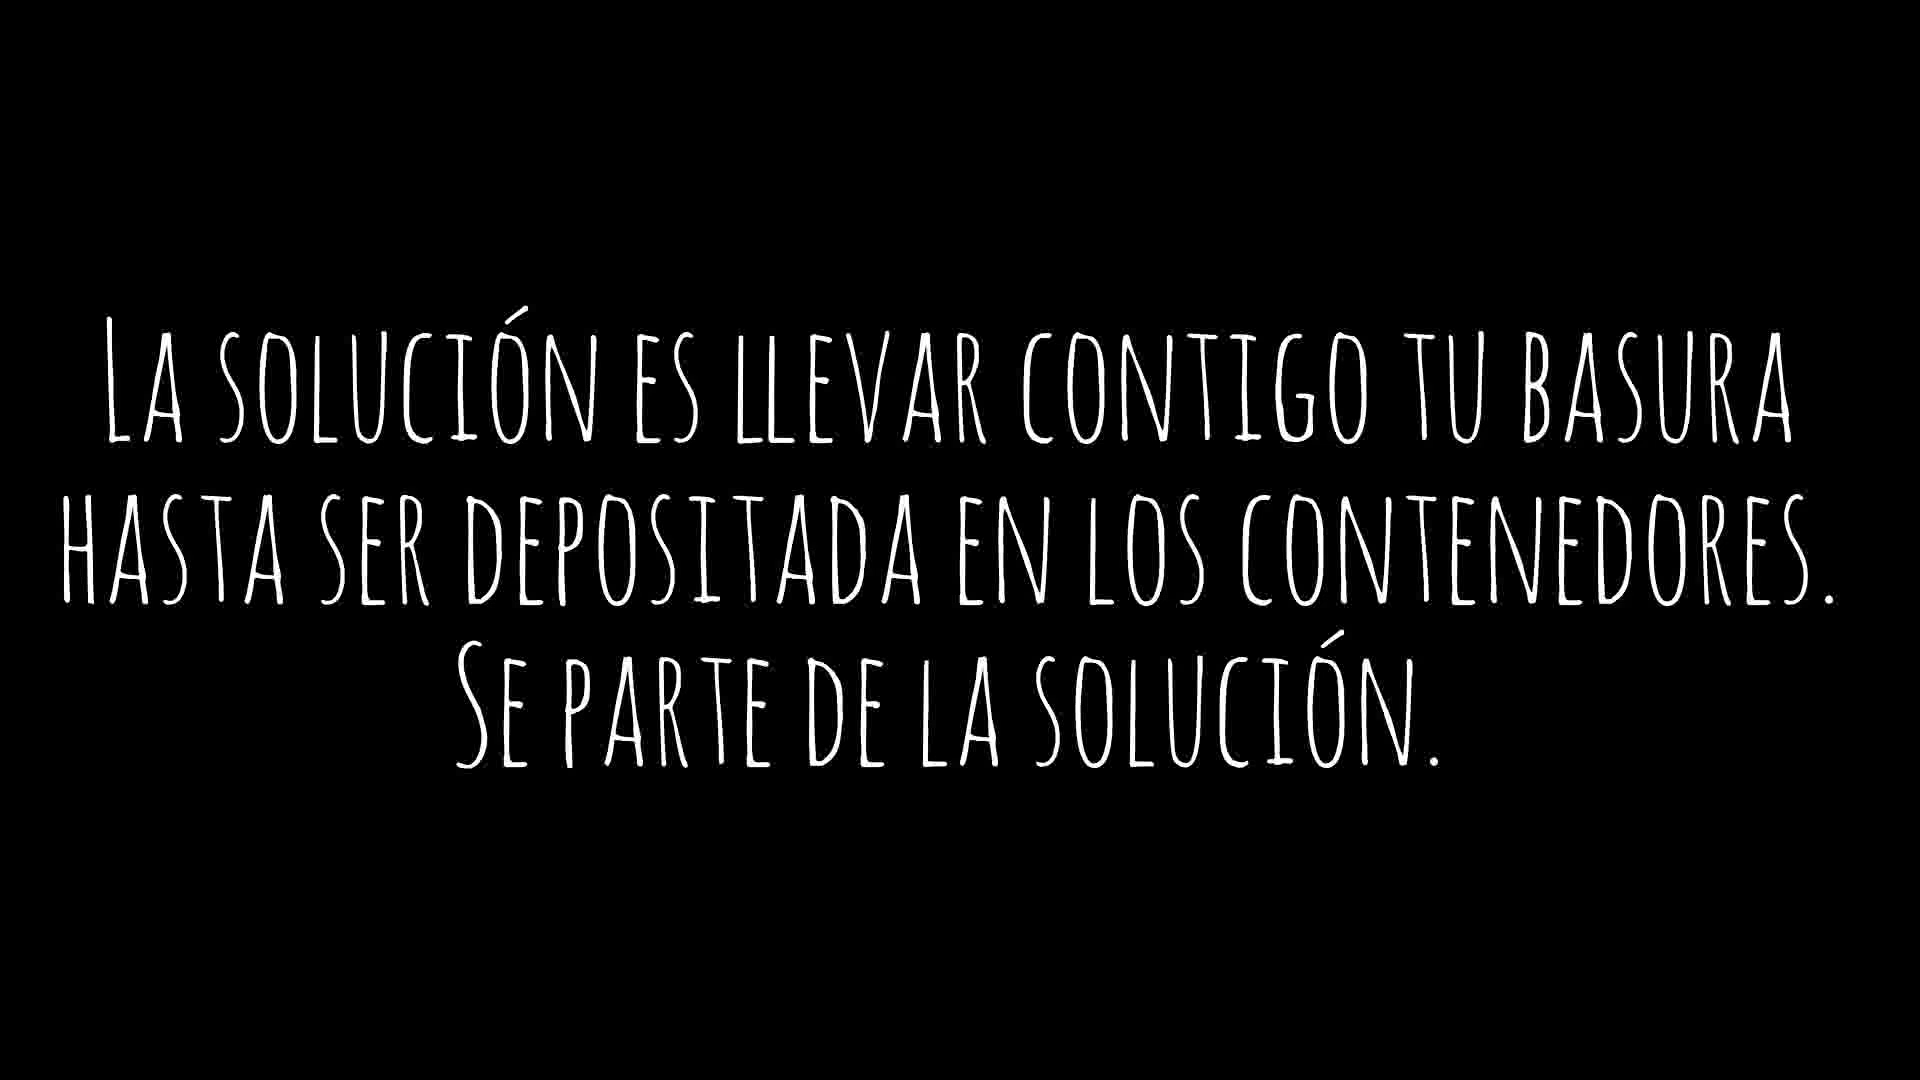 La solución es llevar contigo tu basura
hasta ser depositada en los contenedores.
Se parte de la solución.